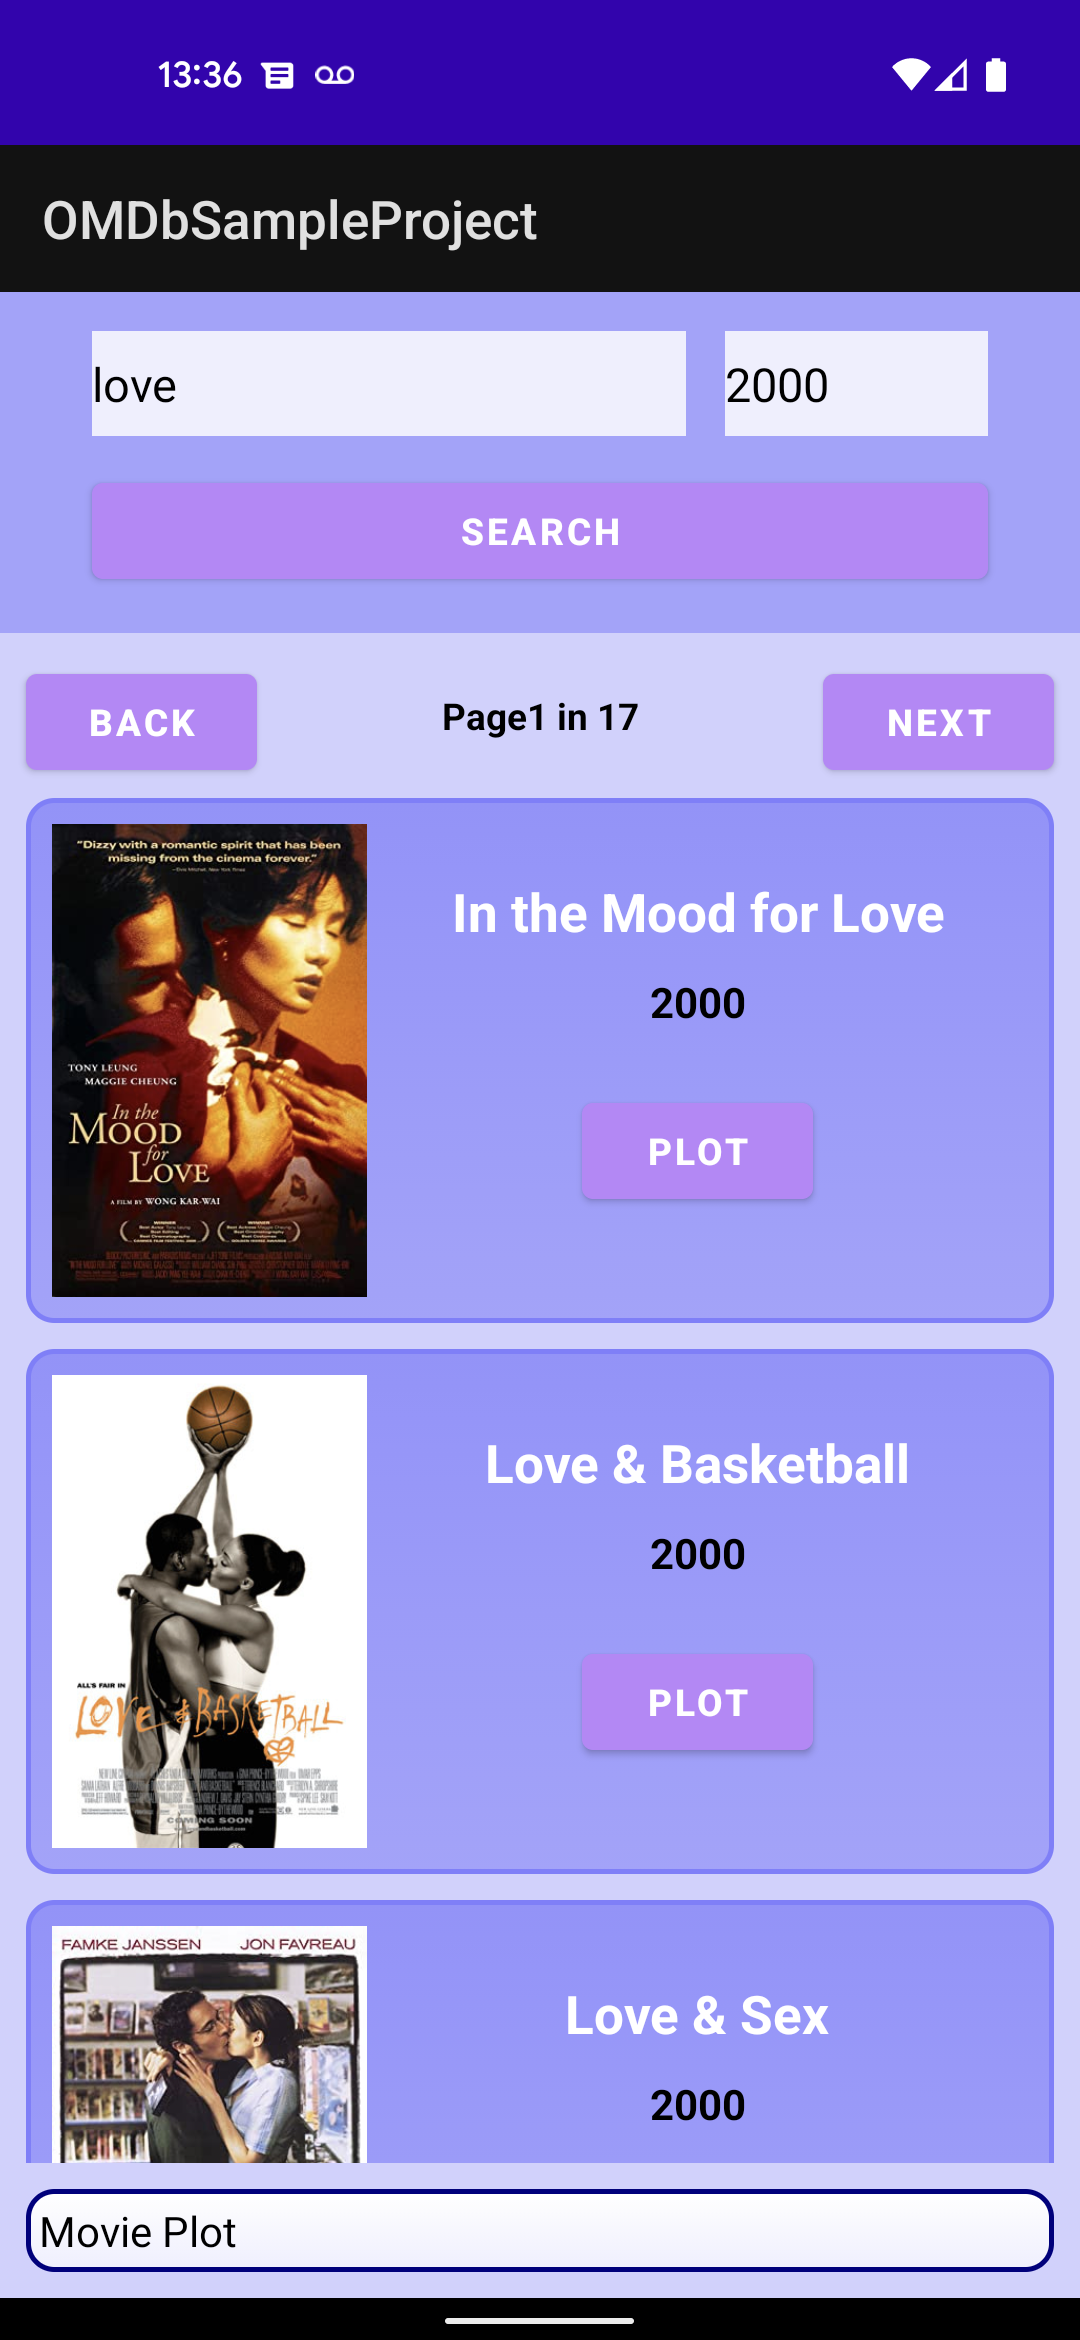 13:36
OMDbSampleProject
love
2000
SEARCH
BACK
Page1 in 17
NEXT
"Dizzy with a romantic spirit that has been
missing from the cinema forever."
TONY LEUNG
MAGGIE CHEUNG
In the
MOOD
for
LOVE
A FILM BY WONG KAR-WAI
In the Mood for Love
2000
PLOT
ALL'S FAIR IN
LOVE & BASKETBALL
COMING SOON
Love & Basketball
2000
PLOT
FAMKE JANSSEN JON FAVREAU
Love & Sex
2000
Movie Plot